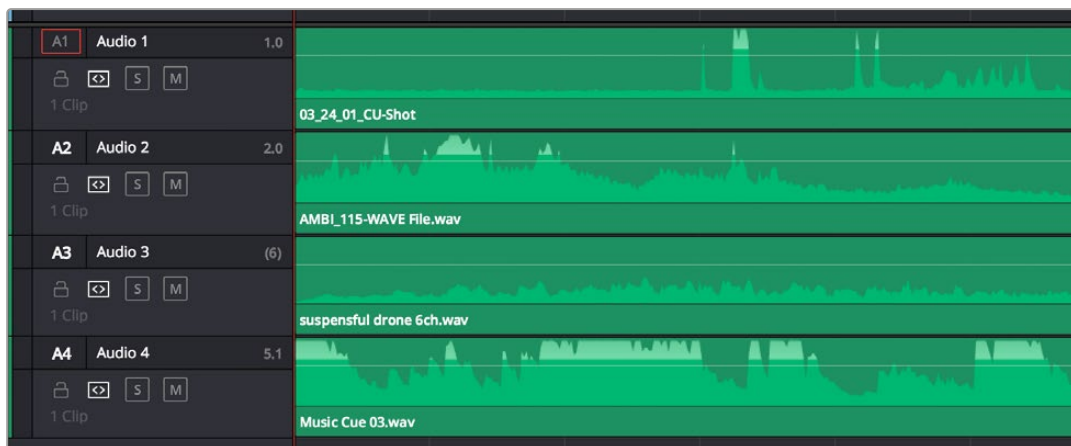 A1 Audio 1 1.0
S M
1 Clip
03_24_01_CU-Shot
A2 Audio 2 2.0
S M
1 Clip
AMBI_115-WAVE File.wav
A3 Audio 3 (6)
S M
1 Clip
suspensful drone 6ch.wav
A4 Audio 4 5.1
S M
1 Clip
Music Cue 03.wav